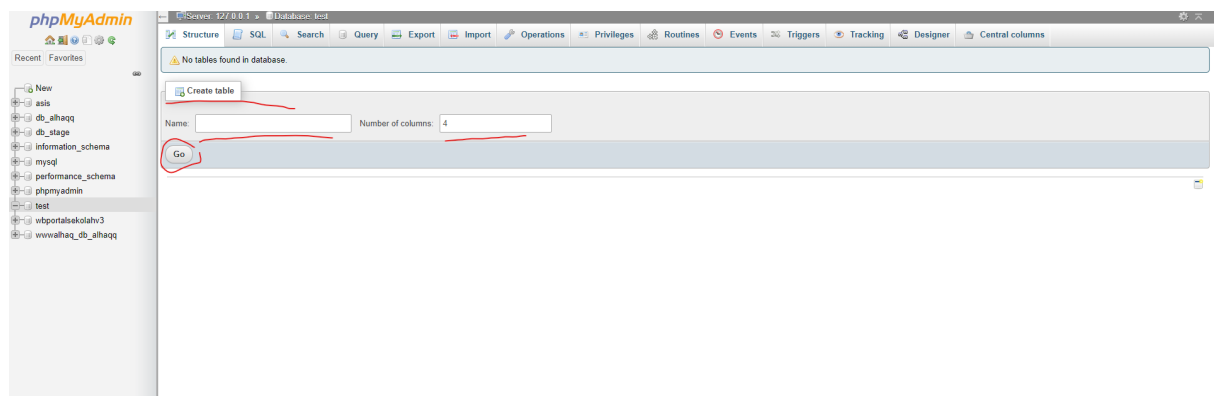 phpMyAdmin
Recent Favorites
New
asis
db_alhaqq
db_stage
information_schema
mysql
performance_schema
phpmyadmin
test
wbportalsekolahv3
wwwalhaq_db_alhaqq
Server: 127.0.0.1 » Database: test
Structure SQL Search Query Export Import Operations Privileges Routines Events Triggers Tracking Designer Central columns
No tables found in database.
Create table
Name: Number of columns: 4
Go